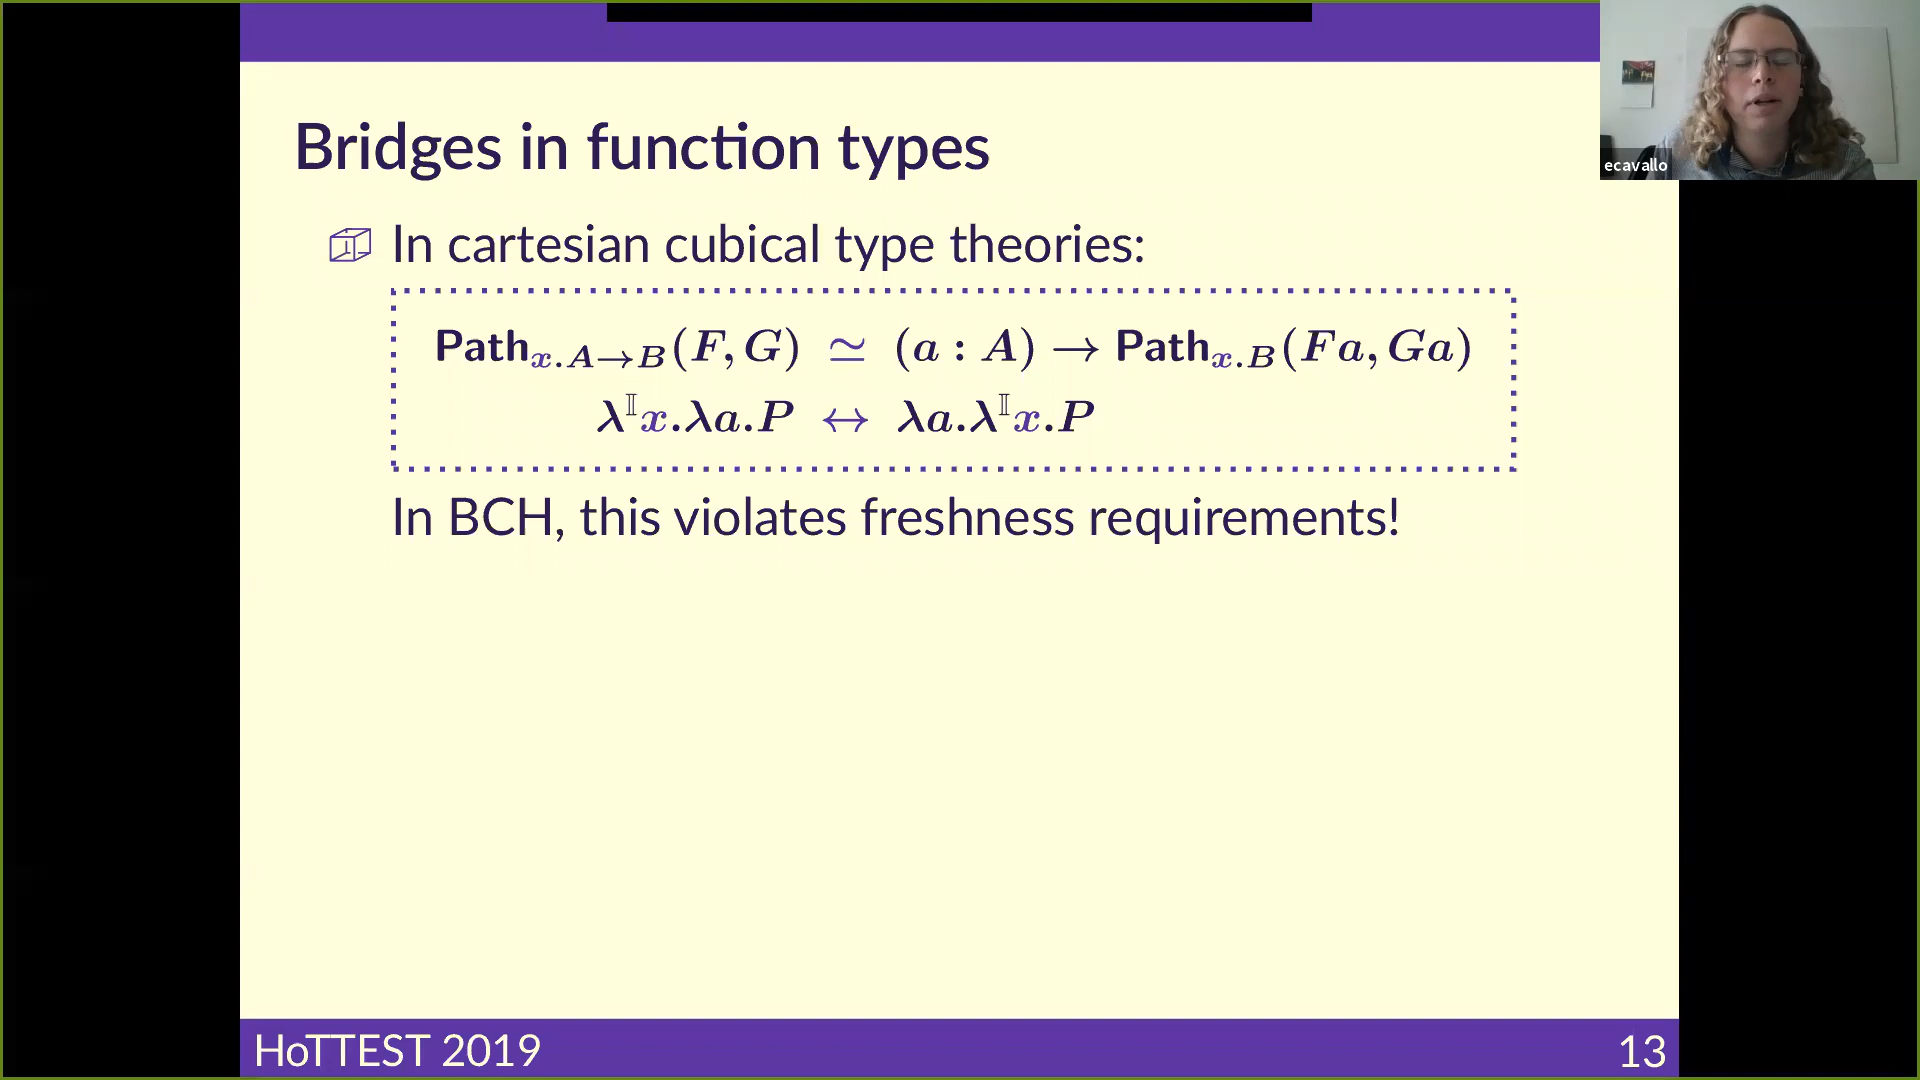 Bridges in function types
ecavallo
In cartesian cubical type theories:
Path_{x.A→B}(F, G) ≃ (a : A) → Path_{x.B}(Fa, Ga)
λ^𝕀x.λa.P ↔ λa.λ^𝕀x.P
In BCH, this violates freshness requirements!
HoTTEST 2019
13